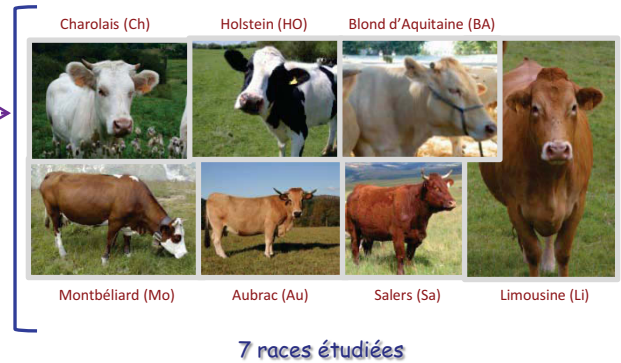 Charolais (Ch) Holstein (HO) Blond d'Aquitaine (BA)
Montbéliard (Mo) Aubrac (Au) Salers (Sa) Limousine (Li)
7 races étudiées